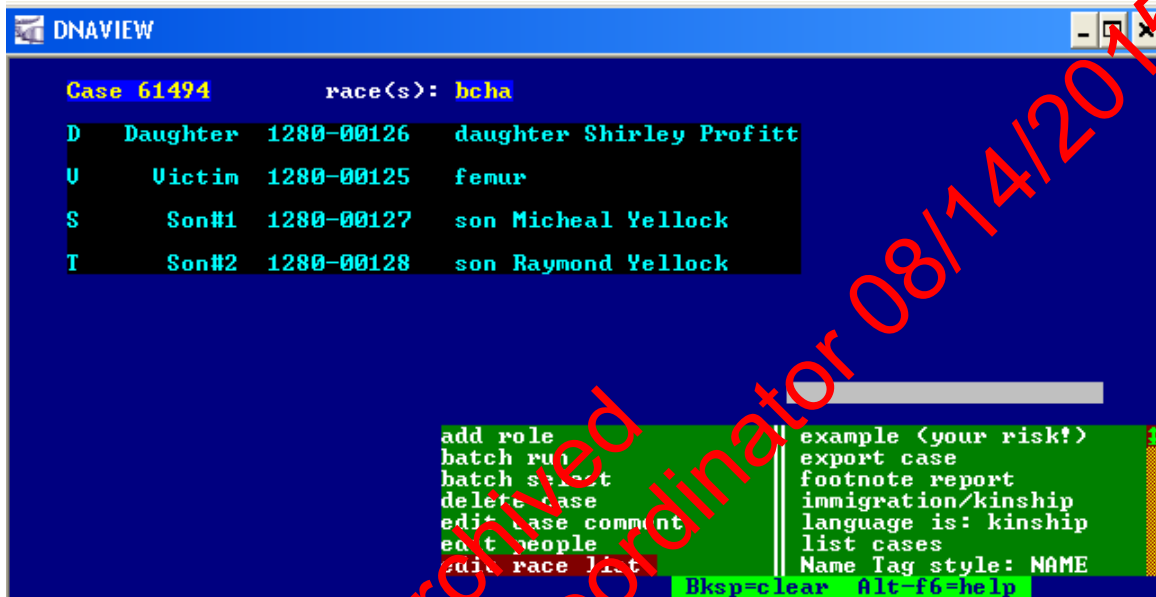 DNAVIEW
Case 61494 race(s): bcha
D Daughter 1280-00126 daughter Shirley Profitt
V Victim 1280-00125 femur
S Son#1 1280-00127 son Micheal Yellock
T Son#2 1280-00128 son Raymond Yellock
add role
batch run
batch select
delete case
edit case comment
edit people
edit race list
example (your risk!)
export case
footnote report
immigration/kinship
language is: kinship
list cases
Name Tag style: NAME
Bksp=clear Alt-f6=help
rchived
ordinator 08/14/2015